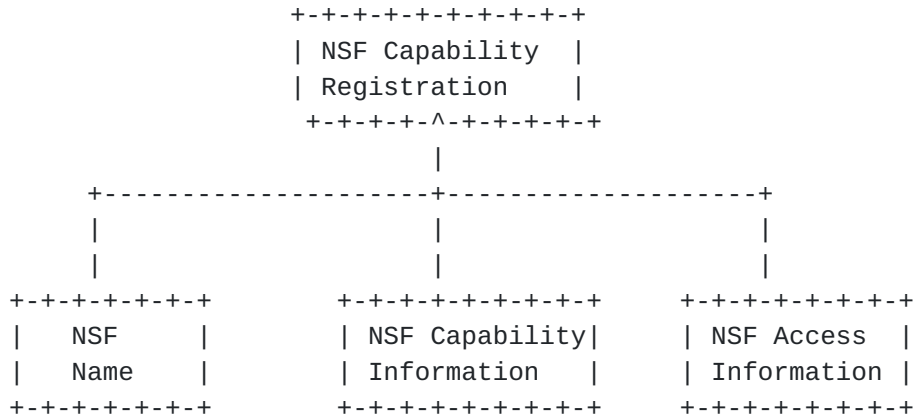 NSF Capability
Registration
NSF NSF Capability NSF Access
Name Information Information